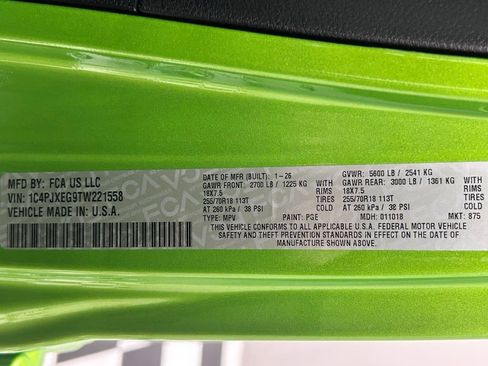 MFD BY: FCA US LLC
DATE OF MFR (BUILT): 1-26
GVWR: 5600 LB / 2541 KG
VIN: 1C4PJXEG9TW221558
GAWR FRONT: 2700 LB / 1225 KG
GAWR REAR: 3000 LB / 1361 KG
VEHICLE MADE IN: U.S.A.
18X7.5 TIRES 18X7.5 TIRES
255/70R18 113T RIMS 255/70R18 113T RIMS
AT 260 kPa / 38 PSI COLD AT 260 kPa / 38 PSI COLD
TYPE: MPV PAINT: PGE MDH: 011018 MKT: 875
THIS VEHICLE CONFORMS TO ALL APPLICABLE U.S.A. FEDERAL MOTOR VEHICLE
SAFETY AND THEFT PREVENTION STANDARDS IN EFFECT ON THE DATE OF
MANUFACTURE SHOWN ABOVE.